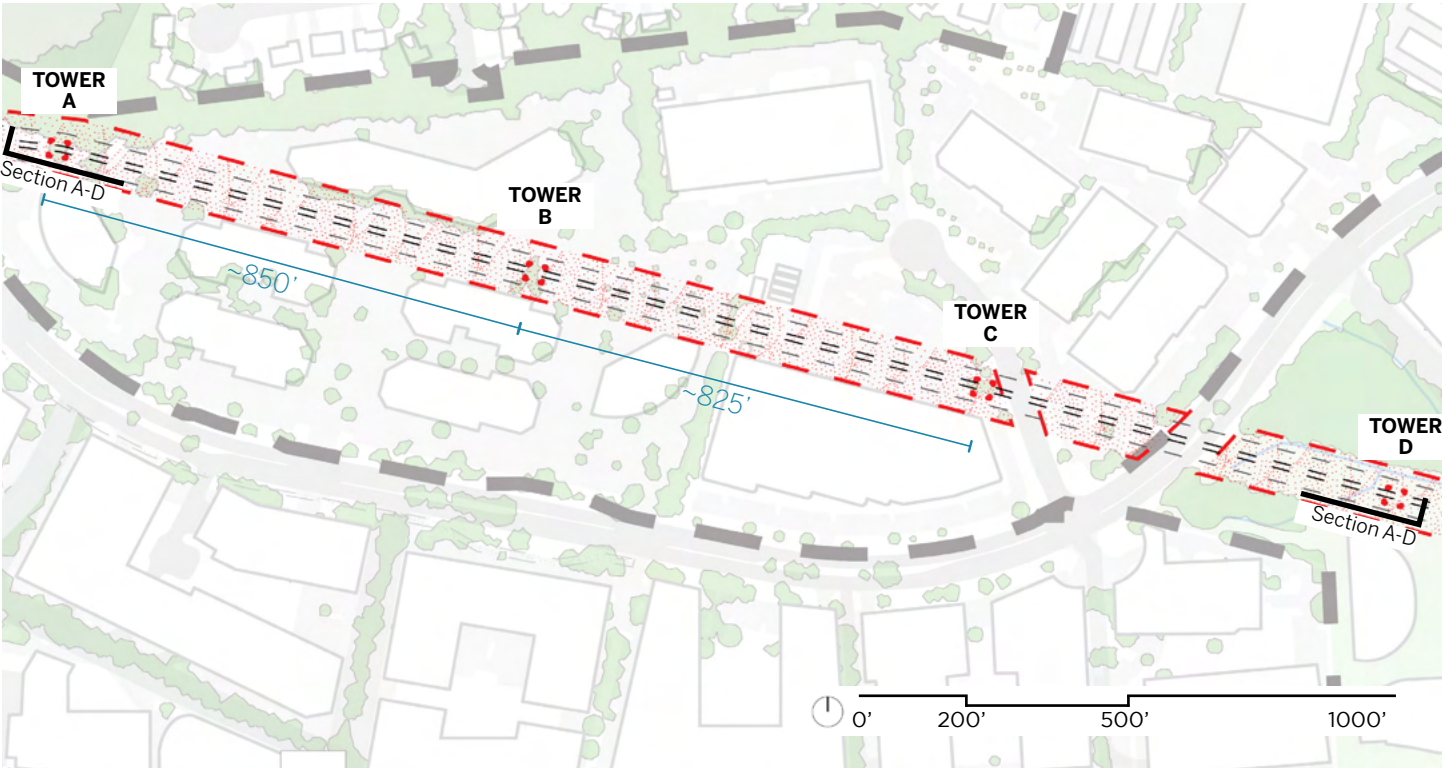 TOWER
A
Section A-D
TOWER
B
~850'
TOWER
C
~825'
TOWER
D
Section A-D
0' 200' 500' 1000'